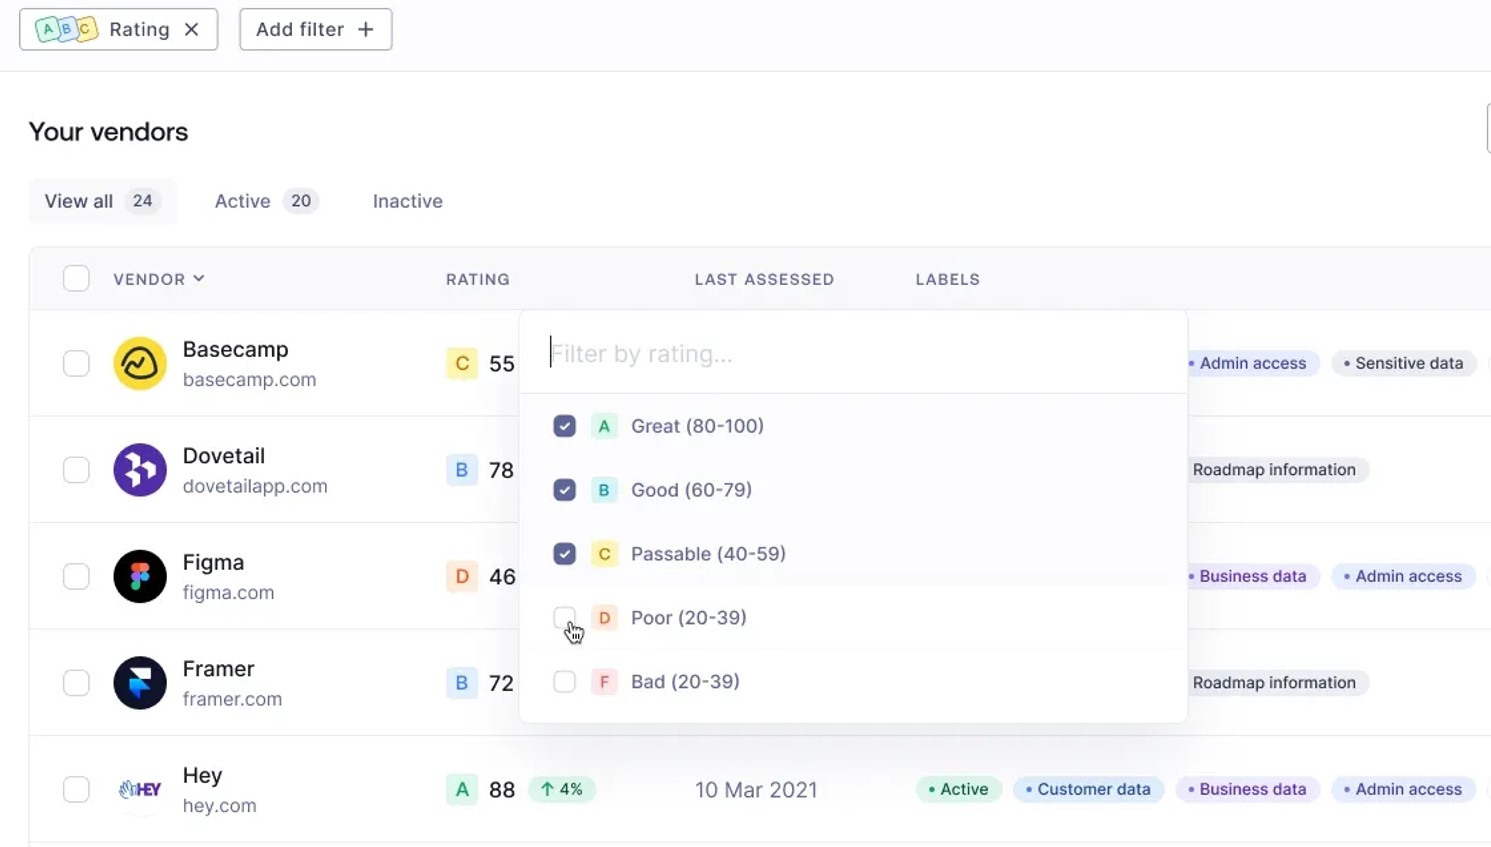 A B C Rating
Add filter
Your vendors
View all 24 Active 20 Inactive
VENDOR RATING LAST ASSESSED LABELS
Filter by rating...
Basecamp
basecamp.com
C 55
• Admin access • Sensitive data
A Great (80-100)
Dovetail
dovetailapp.com
B 78
Roadmap information
B Good (60-79)
C Passable (40-59)
Figma
figma.com
D 46
• Business data • Admin access
D Poor (20-39)
Framer
framer.com
B 72
Roadmap information
F Bad (20-39)
HEY
Hey
hey.com
A 88 ↑ 4% 10 Mar 2021 • Active • Customer data • Business data • Admin access